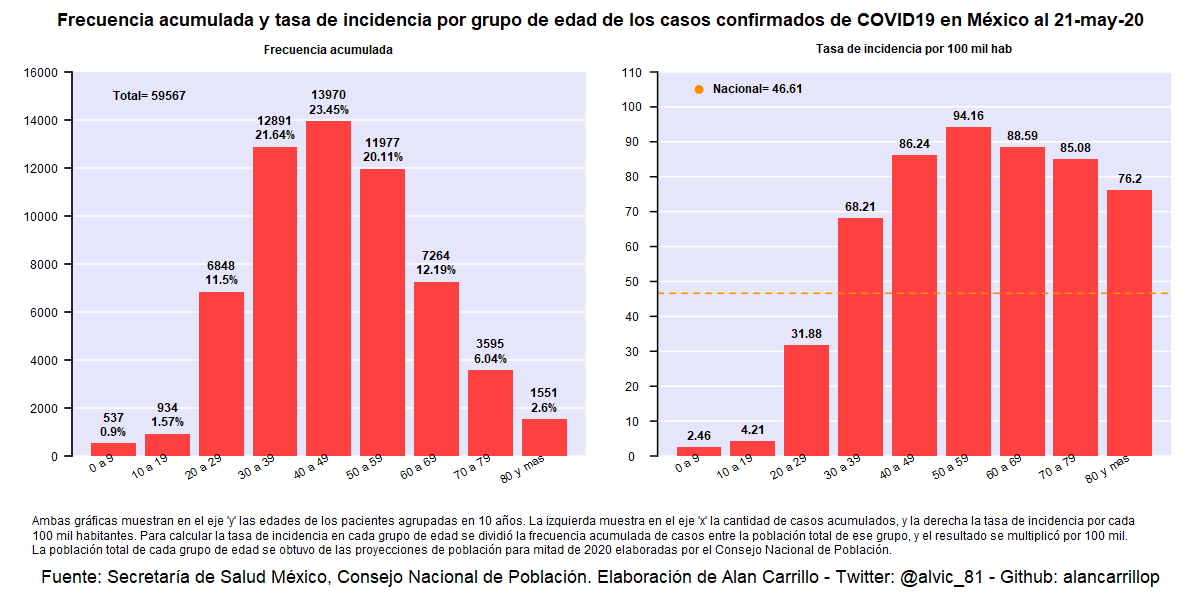 Frecuencia acumulada y tasa de incidencia por grupo de edad de los casos confirmados de COVID19 en México al 21-may-20
Frecuencia acumulada
16000
14000
12000
10000
8000
6000
4000
2000
0
Total= 59567
537
0.9%
934
1.57%
6848
11.5%
12891
21.64%
13970
23.45%
11977
20.11%
7264
12.19%
3595
6.04%
1551
2.6%
0 a 9
10 a 19
20 a 29
30 a 39
40 a 49
50 a 59
60 a 69
70 a 79
80 y mas
Tasa de incidencia por 100 mil hab
110
100
90
80
70
60
50
40
30
20
10
0
Nacional= 46.61
2.46
4.21
31.88
68.21
86.24
94.16
88.59
85.08
76.2
0 a 9
10 a 19
20 a 29
30 a 39
40 a 49
50 a 59
60 a 69
70 a 79
80 y mas
Ambas gráficas muestran en el eje 'y' las edades de los pacientes agrupadas en 10 años. La izquierda muestra en el eje 'x' la cantidad de casos acumulados, y la derecha la tasa de incidencia por cada
100 mil habitantes. Para calcular la tasa de incidencia en cada grupo de edad se dividió la frecuencia acumulada de casos entre la población total de ese grupo, y el resultado se multiplicó por 100 mil.
La población total de cada grupo de edad se obtuvo de las proyecciones de población para mitad de 2020 elaboradas por el Consejo Nacional de Población.
Fuente: Secretaría de Salud México, Consejo Nacional de Población. Elaboración de Alan Carrillo - Twitter: @alvic_81 - Github: alancarrillop